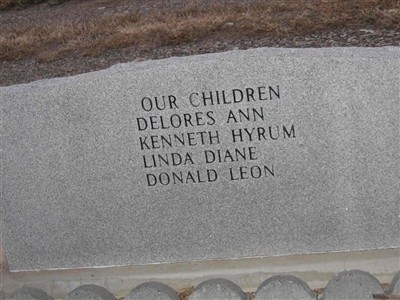 OUR CHILDREN
DELORES ANN
KENNETH HYRUM
LINDA DIANE
DONALD LEON